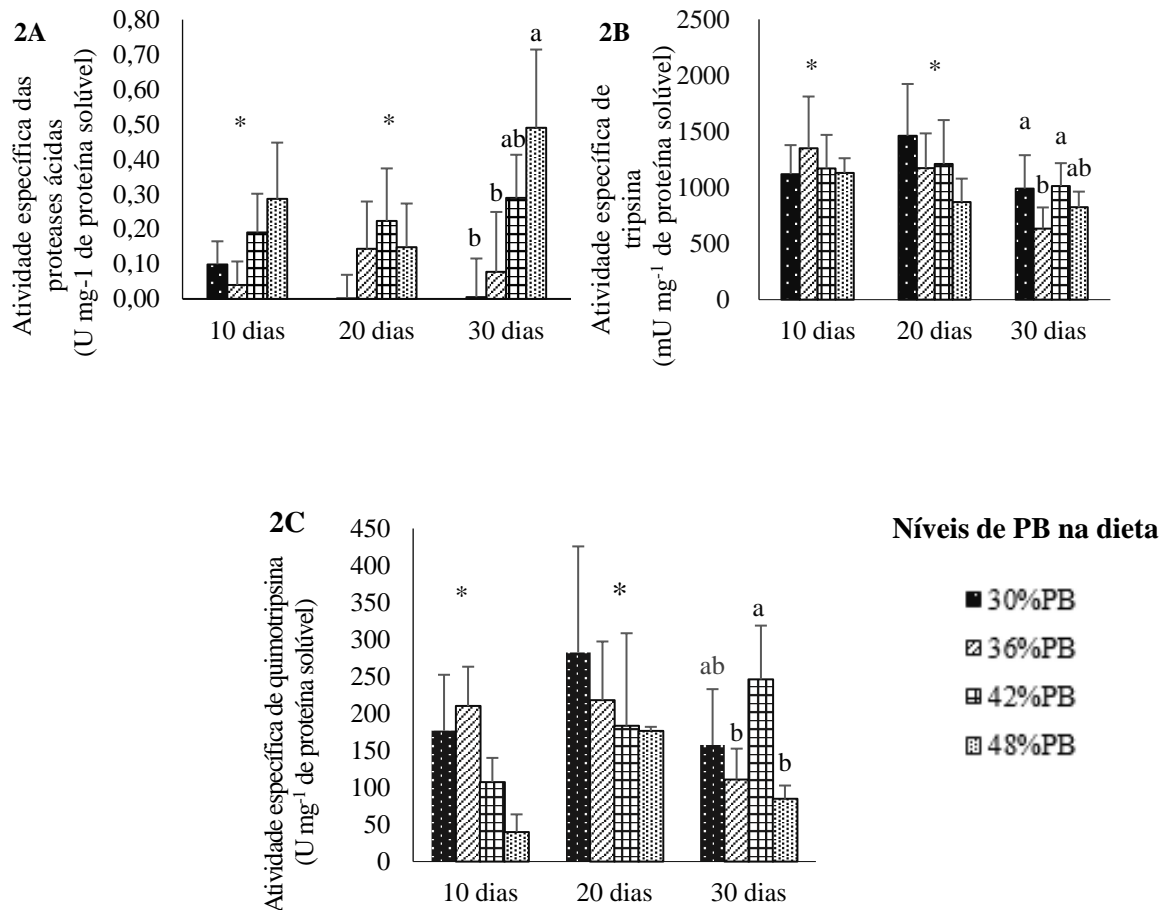 2A
Atividade específica das
proteases ácidas
(U mg-1 de proteína solúvel)
0,80
0,70
0,60
0,50
0,40
0,30
0,20
0,10
0,00
*
*
b
b
ab
a
10 dias
20 dias
30 dias
2B
Atividade específica de
tripsina
(mU mg-1 de proteína solúvel)
2500
2000
1500
1000
500
0
*
*
a
b
a
ab
10 dias
20 dias
30 dias
2C
Atividade específica de quimotripsina
(U mg-1 de proteína solúvel)
450
400
350
300
250
200
150
100
50
0
*
*
ab
b
a
b
10 dias
20 dias
30 dias
Níveis de PB na dieta
30%PB
36%PB
42%PB
48%PB